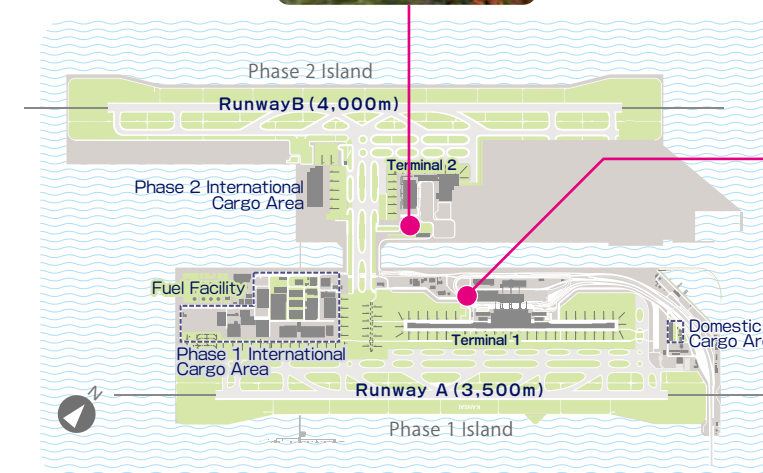 Phase 2 Island
RunwayB (4,000m)
Terminal 2
Phase 2 International
Cargo Area
Fuel Facility
Phase 1 International
Cargo Area
Terminal 1
Domestic
Cargo Are
Runway A (3,500m)
Phase 1 Island
N